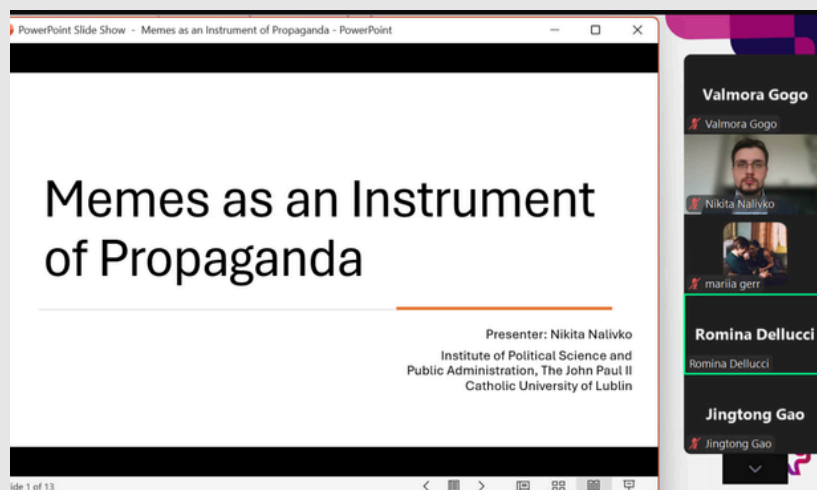 PowerPoint Slide Show - Memes as an Instrument of Propaganda - PowerPoint
Memes as an Instrument
of Propaganda
Presenter: Nikita Nalivko
Institute of Political Science and
Public Administration, The John Paul II
Catholic University of Lublin
ide 1 of 13
Valmora Gogo
Valmora Gogo
Nikita Nalivko
mariia gerr
Romina Dellucci
Romina Dellucci
Jingtong Gao
Jingtong Gao